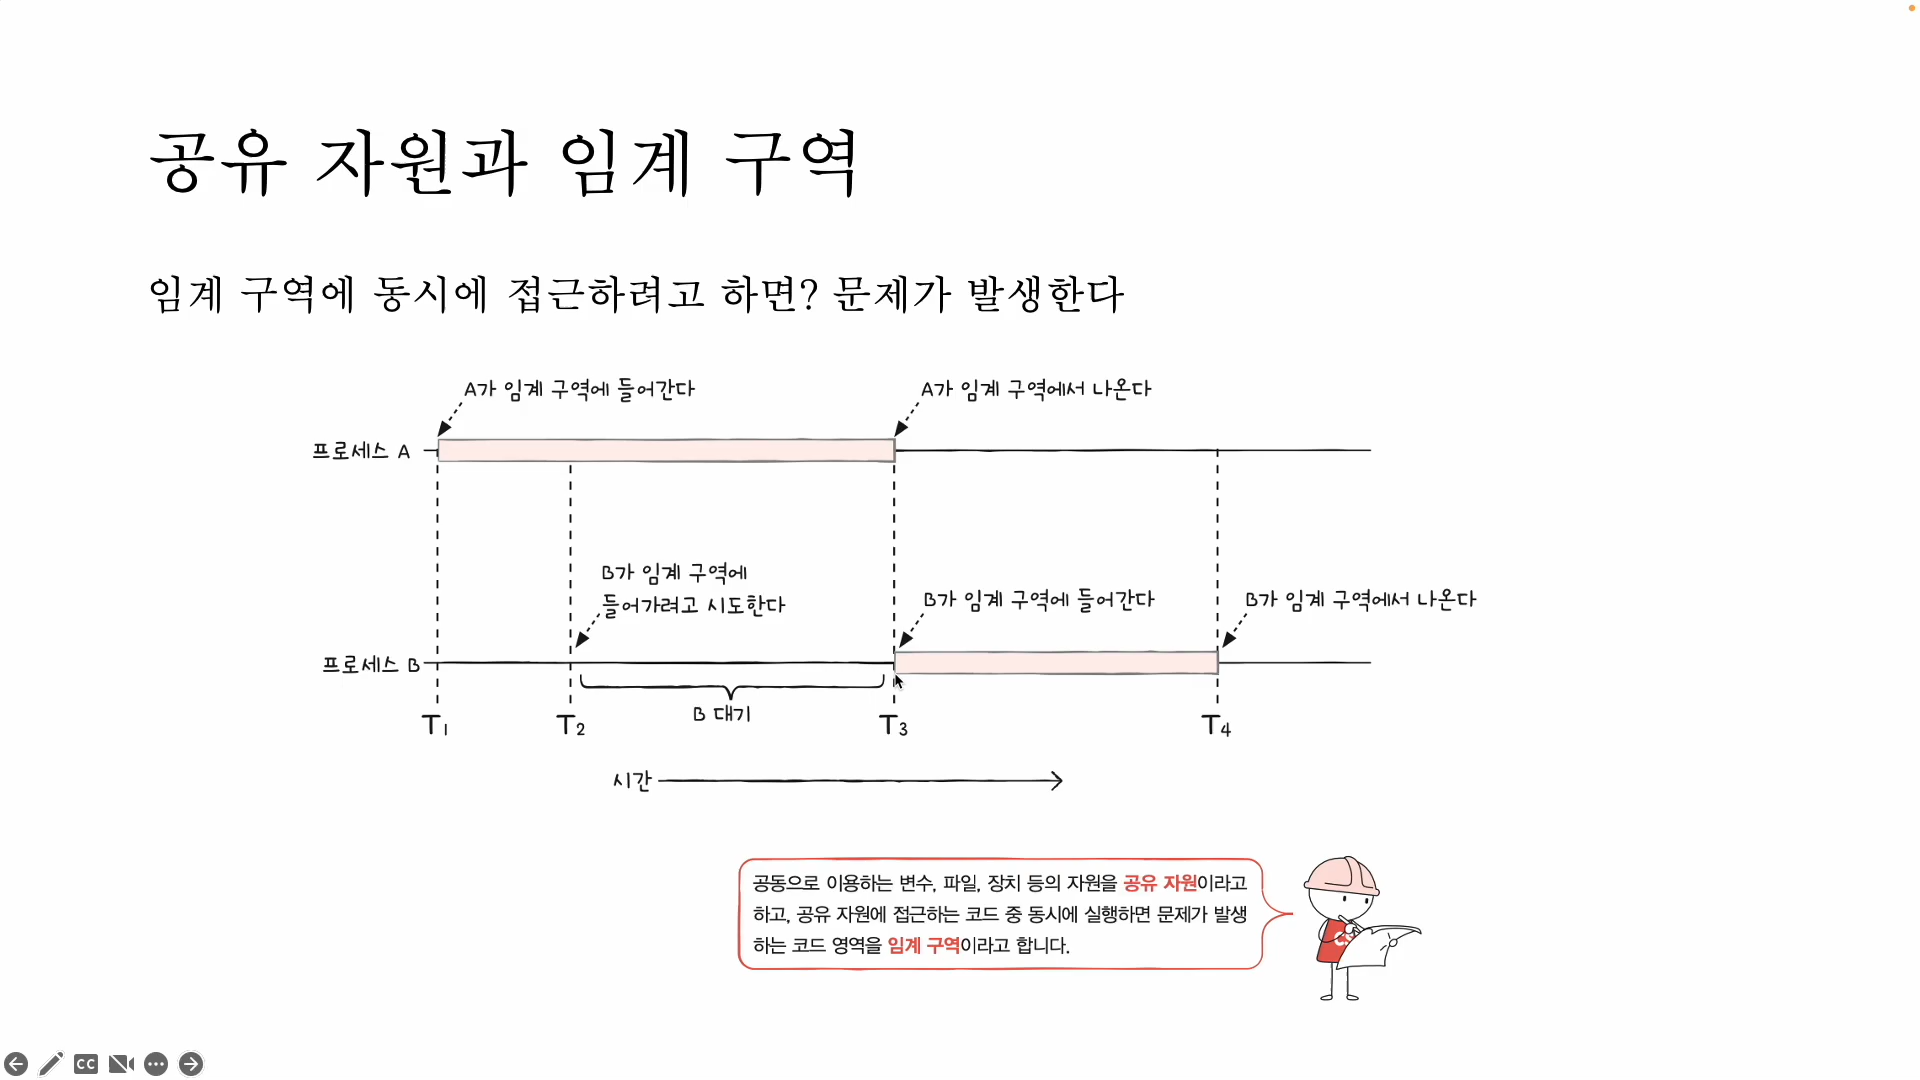 공유 자원과 임계 구역
임계 구역에 동시에 접근하려고 하면? 문제가 발생한다
A가 임계 구역에 들어간다
A가 임계 구역에서 나온다
프로세스 A
B가 임계 구역에
들어가려고 시도한다
B가 임계 구역에 들어간다
B가 임계 구역에서 나온다
프로세스 B
B 대기
T1
T2
T3
T4
시간
공동으로 이용하는 변수, 파일, 장치 등의 자원을 공유 자원이라고
하고, 공유 자원에 접근하는 코드 중 동시에 실행하면 문제가 발생
하는 코드 영역을 임계 구역이라고 합니다.
CC